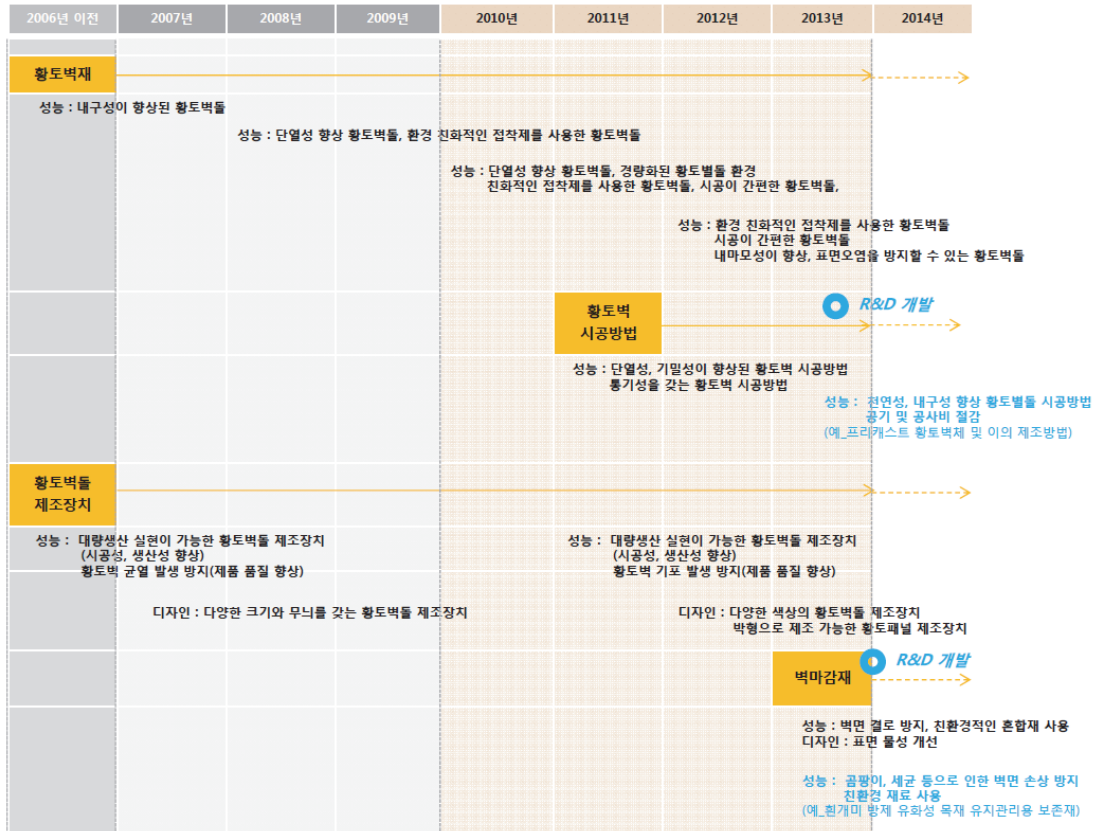 2006년 이전 2007년 2008년 2009년 2010년 2011년 2012년 2013년 2014년
황토벽재
성능 : 내구성이 향상된 황토벽돌
성능 : 단열성 향상 황토벽돌, 환경 친화적인 접착제를 사용한 황토벽돌
성능 : 단열성 향상 황토벽돌, 경량화된 황토별돌 환경
친화적인 접착제를 사용한 황토벽돌, 시공이 간편한 황토벽돌,
성능 : 환경 친화적인 접착제를 사용한 황토벽돌
시공이 간편한 황토벽돌
내마모성이 향상, 표면오염을 방지할 수 있는 황토벽돌
황토벽
시공방법
R&D 개발
성능 : 단열성, 기밀성이 향상된 황토벽 시공방법
통기성을 갖는 황토벽 시공방법
성능 : 천연성, 내구성 향상 황토별돌 시공방법
공기 및 공사비 절감
(예_프리캐스트 황토벽체 및 이의 제조방법)
황토벽돌
제조장치
성능 : 대량생산 실현이 가능한 황토벽돌 제조장치
(시공성, 생산성 향상)
황토벽 균열 발생 방지(제품 품질 향상)
성능 : 대량생산 실현이 가능한 황토벽돌 제조장치
(시공성, 생산성 향상)
황토벽 기포 발생 방지(제품 품질 향상)
디자인 : 다양한 크기와 무늬를 갖는 황토벽돌 제조장치
디자인 : 다양한 색상의 황토벽돌 제조장치
박형으로 제조 가능한 황토패널 제조장치
벽마감재
R&D 개발
성능 : 벽면 결로 방지, 친환경적인 혼합재 사용
디자인 : 표면 물성 개선
성능 : 곰팡이, 세균 통으로 인한 벽면 손상 방지
친환경 재료 사용
(예_흰개미 방제 유화성 목재 유지관리용 보존재)